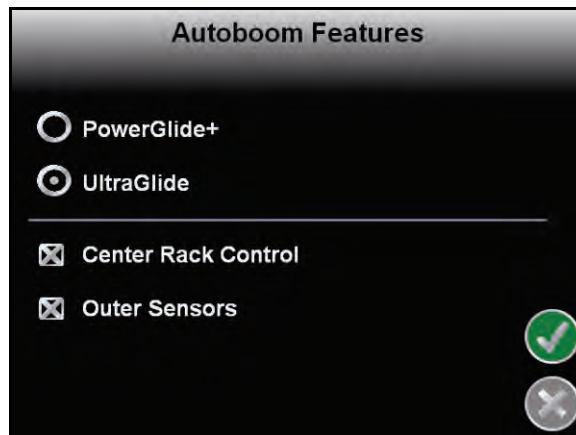 Autoboom Features
PowerGlide+
UltraGlide
Center Rack Control
Outer Sensors